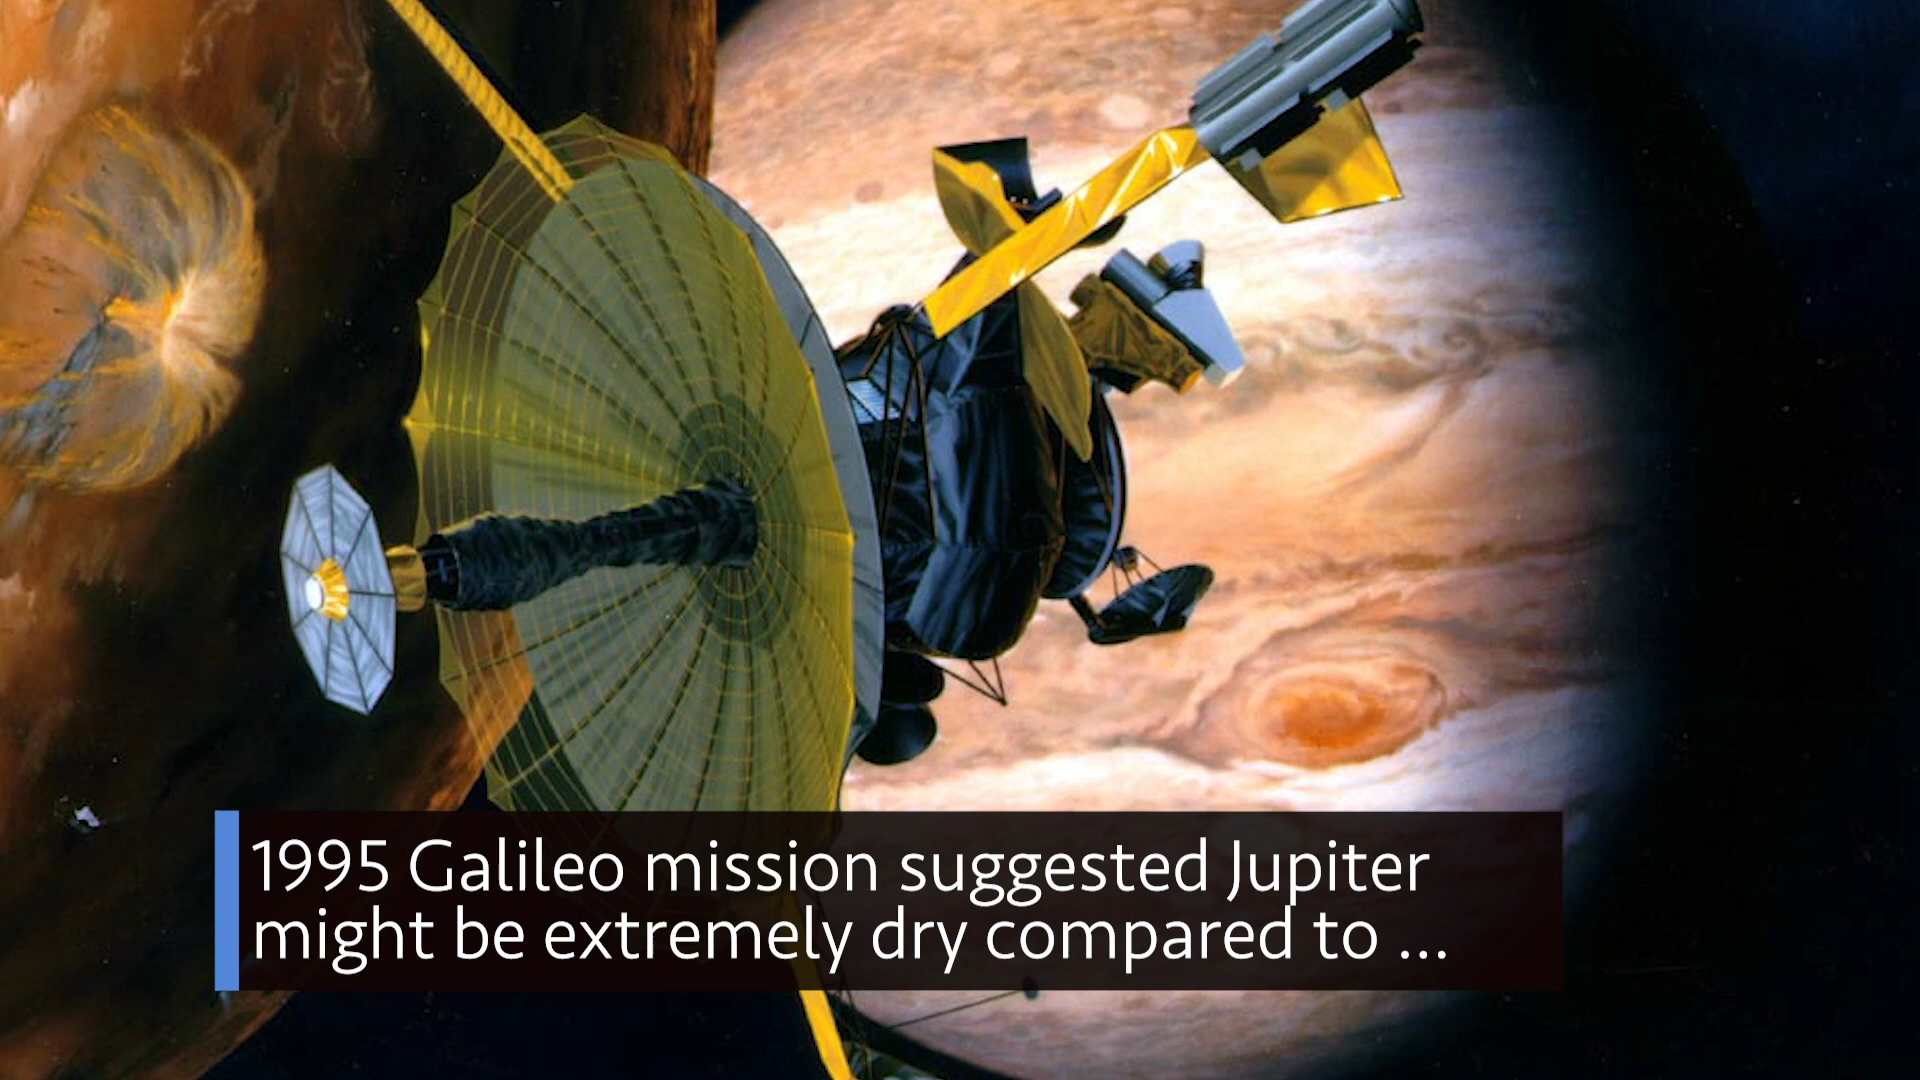 1995 Galileo mission suggested Jupiter
might be extremely dry compared to ...